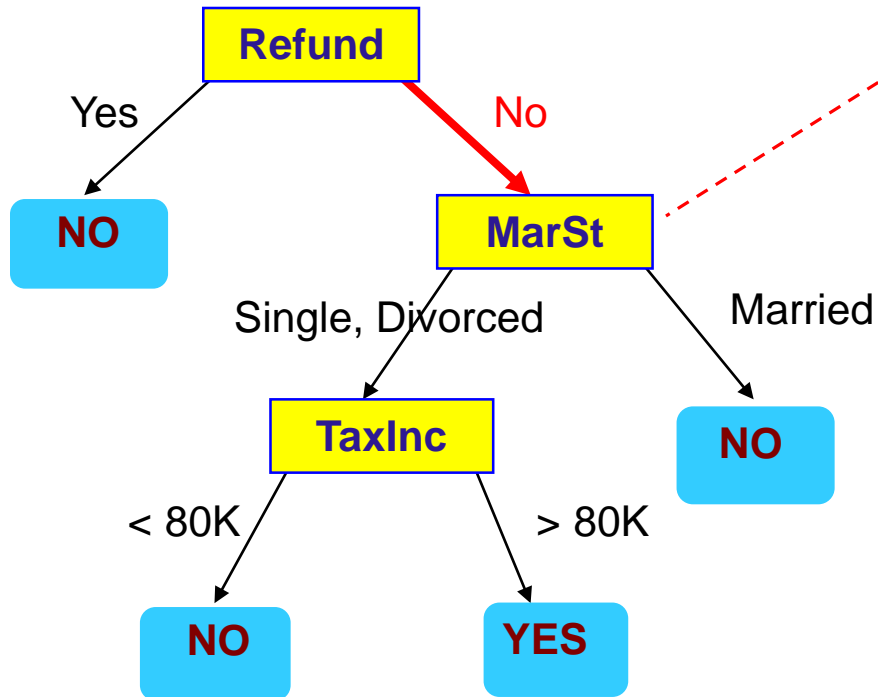 Refund
Yes
No
NO
MarSt
Single, Divorced
Married
TaxInc
NO
< 80K
> 80K
NO
YES